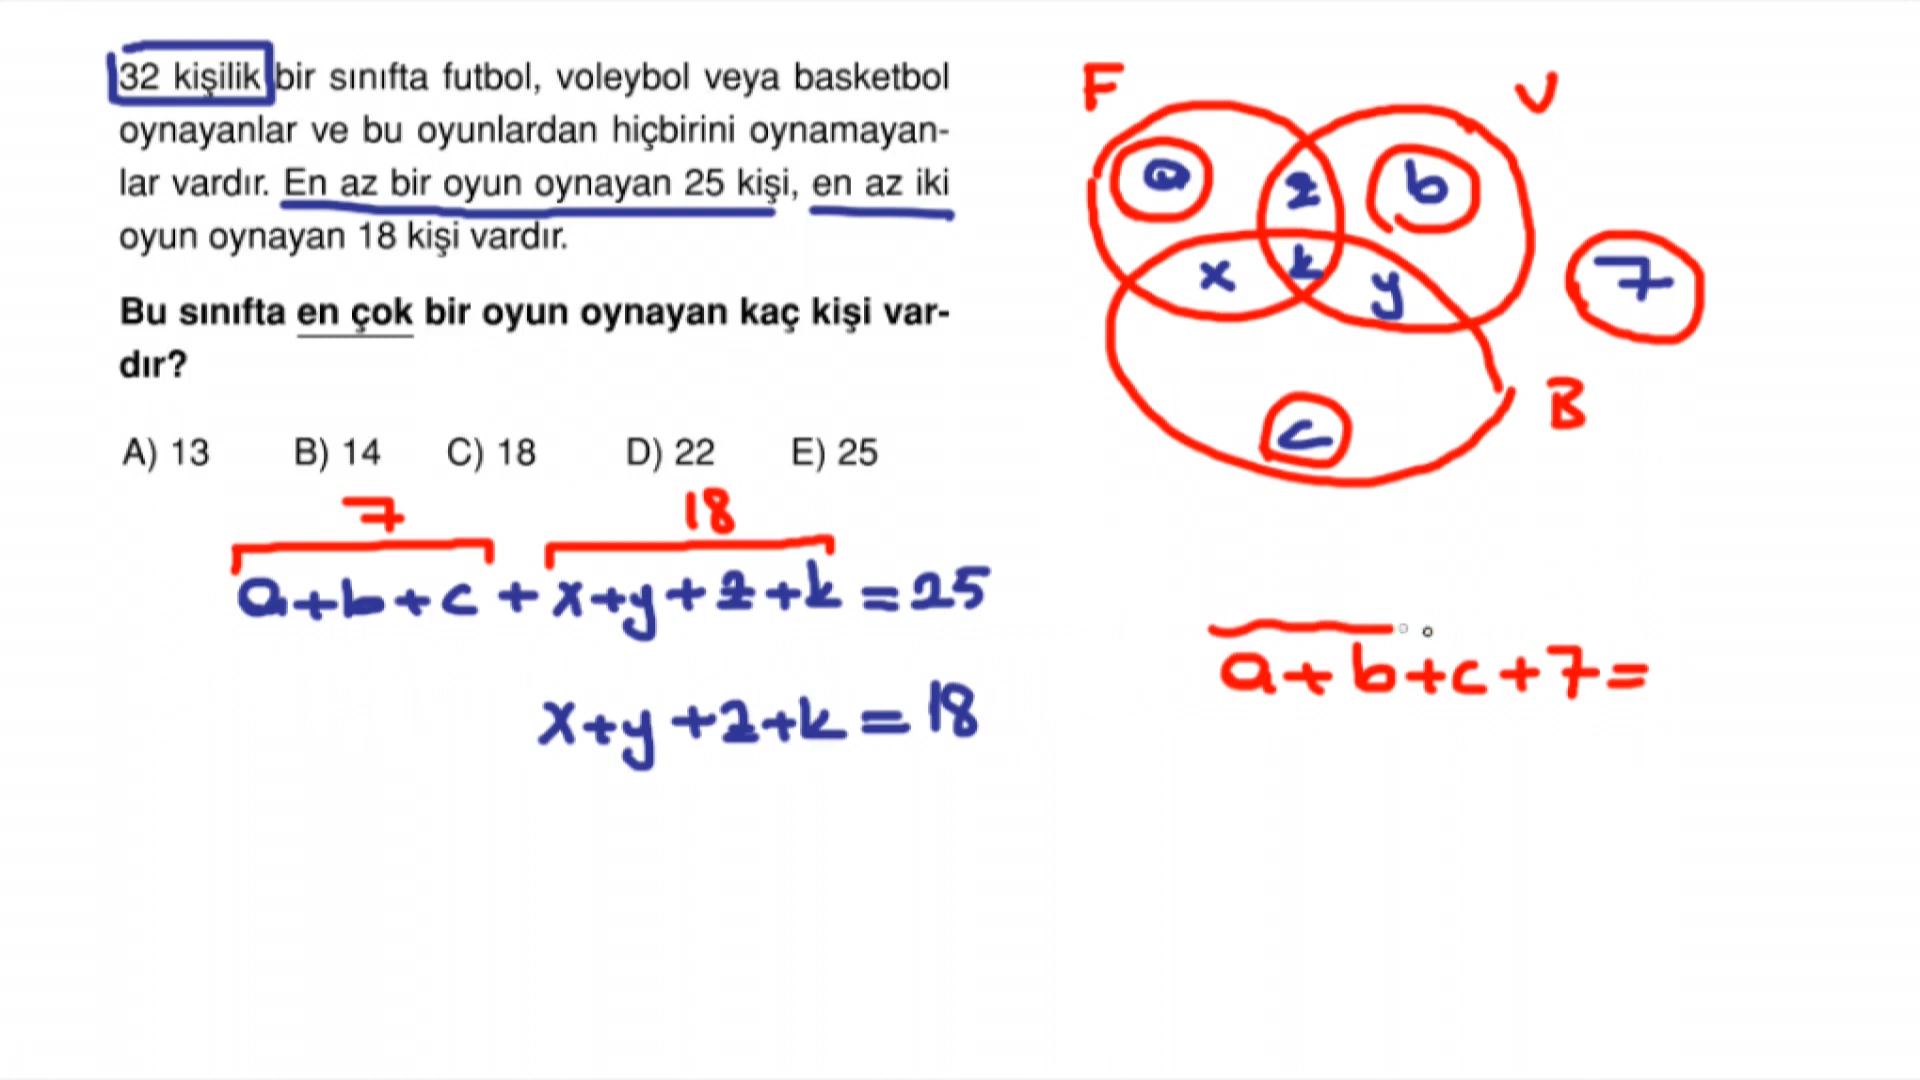 32 kişilik bir sınıfta futbol, voleybol veya basketbol
oynayanlar ve bu oyunlardan hiçbirini oynamayan-
lar vardır. En az bir oyun oynayan 25 kişi, en az iki
oyun oynayan 18 kişi vardır.
Bu sınıfta en çok bir oyun oynayan kaç kişi var-
dır?
A) 13 B) 14 C) 18 D) 22 E) 25
7 18
a+b+c+x+y+z+k=25
x+y+z+k=18
F V
a z b
x k y 7
B
c
a+b+c+7=